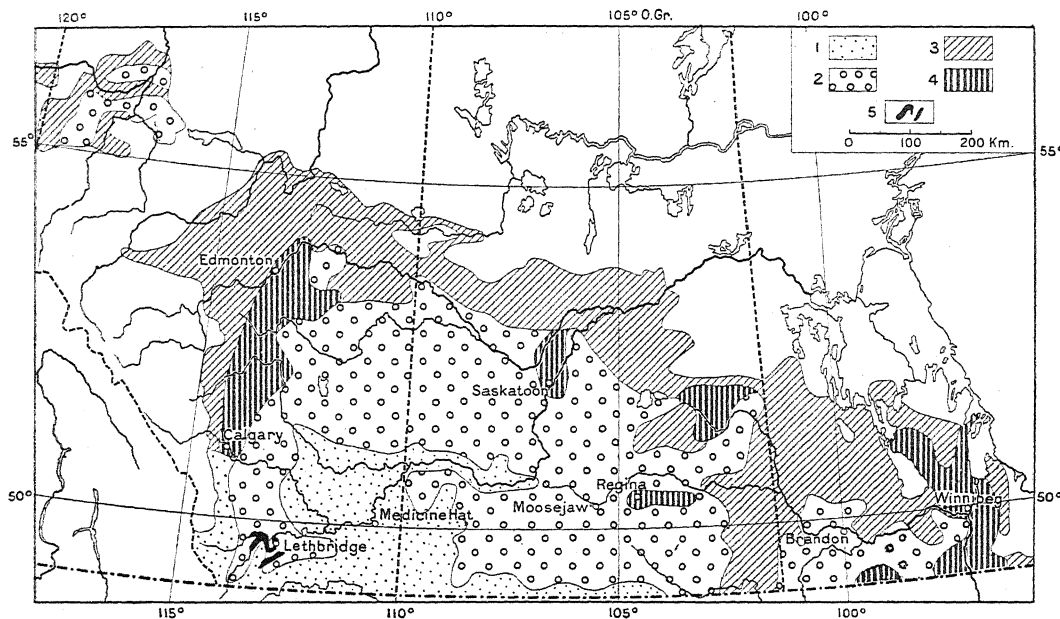 120° 115° 110° 105° O.Gr. 100°
1 3
2 4
5
0 100 200 Km.
55° 55°
Edmonton
Saskatoon
Calgary
Regina
50° Winnipeg 50°
Medicine Hat Moosejaw
Brandon
Lethbridge
115° 110° 105° 100°